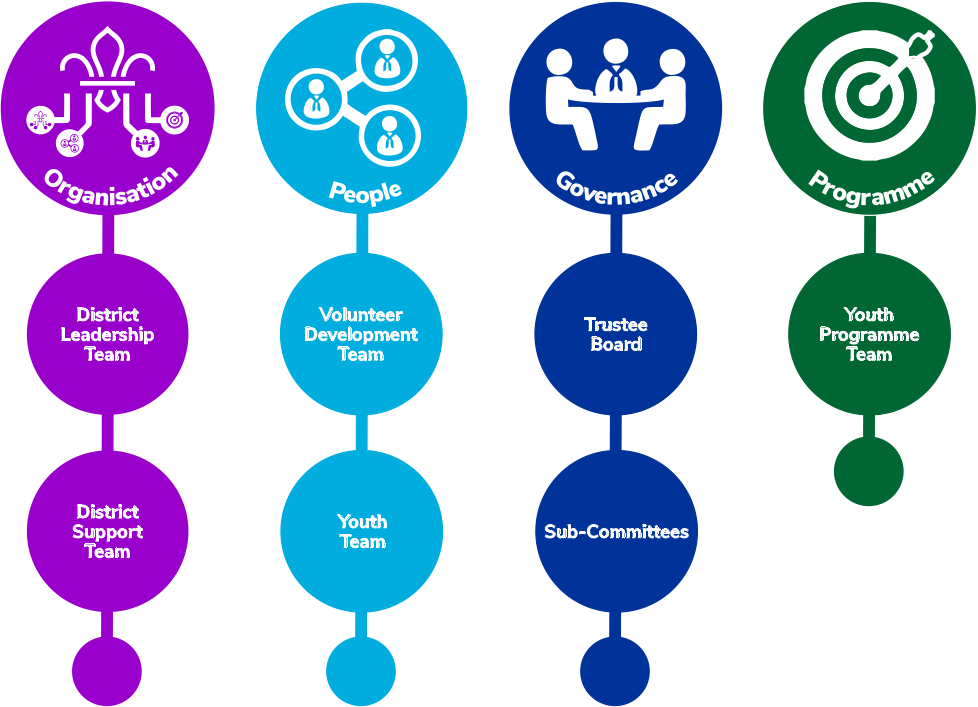 Organisation
People
Governance
Programme
District
Leadership
Team
Volunteer
Development
Team
Trustee
Board
Youth
Programme
Team
District
Support
Team
Youth
Team
Sub-Committees